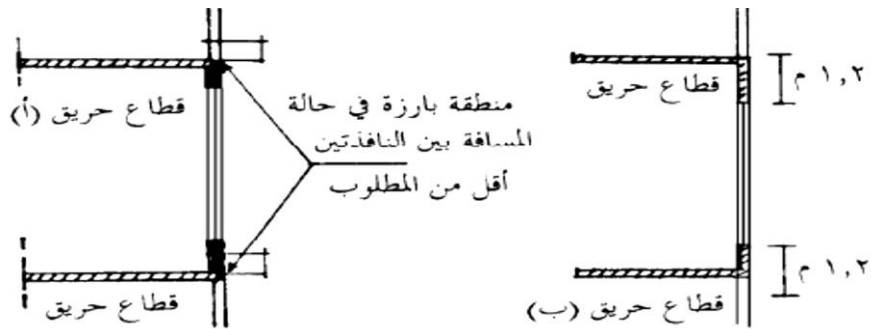 ١,٢ م
قطاع حريق
قطاع حريق (أ)
منطقة بارزة في حالة
المسافة بين النافذتين
أقل من المطلوب
١,٢ م
قطاع حريق (ب)
قطاع حريق